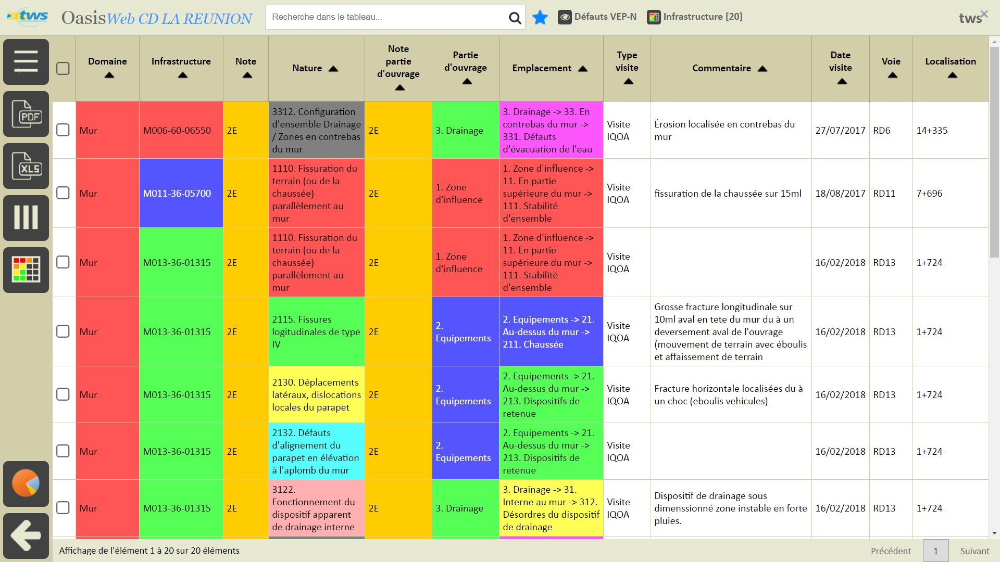 tws
OasisWeb CD LA REUNION
Recherche dans le tableau...
Défauts VEP-N
Infrastructure [20]
tws
PDF
XLS
Domaine
Infrastructure
Note
Nature
Note
partie
d'ouvrage
Partie
d'ouvrage
Emplacement
Type
visite
Commentaire
Date
visite
Voie
Localisation
Mur
M006-60-06550
2E
3312. Configuration
d'ensemble Drainage
/ Zones en contrebas
du mur
2E
3. Drainage
3. Drainage -> 33. En
contrebas du mur ->
331. Défauts
d'évacuation de l'eau
Visite
IQOA
Érosion localisée en contrebas du
mur
27/07/2017
RD6
14+335
Mur
M011-36-05700
2E
1110. Fissuration du
terrain (ou de la
chaussée)
parallèlement au
mur
2E
1. Zone
d'influence
1. Zone d'influence ->
11. En partie
supérieure du mur ->
111. Stabilité
d'ensemble
Visite
IQOA
fissuration de la chaussée sur 15ml
18/08/2017
RD11
7+696
Mur
M013-36-01315
2E
1110. Fissuration du
terrain (ou de la
chaussée)
parallèlement au
mur
2E
1. Zone
d'influence
1. Zone d'influence ->
11. En partie
supérieure du mur ->
111. Stabilité
d'ensemble
Visite
IQOA
16/02/2018
RD13
1+724
Mur
M013-36-01315
2E
2115. Fissures
logitudinales de type
IV
2E
2.
Equipements
2. Equipements -> 21.
Au-dessus du mur ->
211. Chaussée
Visite
IQOA
Grosse fracture longitudinale sur
10ml aval en tete du mur du à un
deversement aval de l'ouvrage
(mouvement de terrain avec éboulis
et affaissement de terrain
16/02/2018
RD13
1+724
Mur
M013-36-01315
2E
2130. Déplacements
latéraux, dislocations
locales du parapet
2E
2.
Equipements
2. Equipements -> 21.
Au-dessus du mur ->
213. Dispositifs de
retenue
Visite
IQOA
Fracture horizontale localisées du à
un choc (eboulis vehicules)
16/02/2018
RD13
1+724
Mur
M013-36-01315
2E
2132. Défauts
d'alignement du
parapet en élévation
à l'aplomb du mur
2E
2.
Equipements
2. Equipements -> 21.
Au-dessus du mur ->
213. Dispositifs de
retenue
Visite
IQOA
16/02/2018
RD13
1+724
Mur
M013-36-01315
2E
3122.
Fonctionnement du
dispositif apparent
de drainage interne
2E
3. Drainage
3. Drainage -> 31.
Interne au mur -> 312.
Désordres du dispositif
de drainage
Visite
IQOA
Dispositif de drainage sous
dimenssionné zone instable en forte
pluies.
16/02/2018
RD13
1+724
Affichage de l'élément 1 à 20 sur 20 éléments
Précédent
1
Suivant